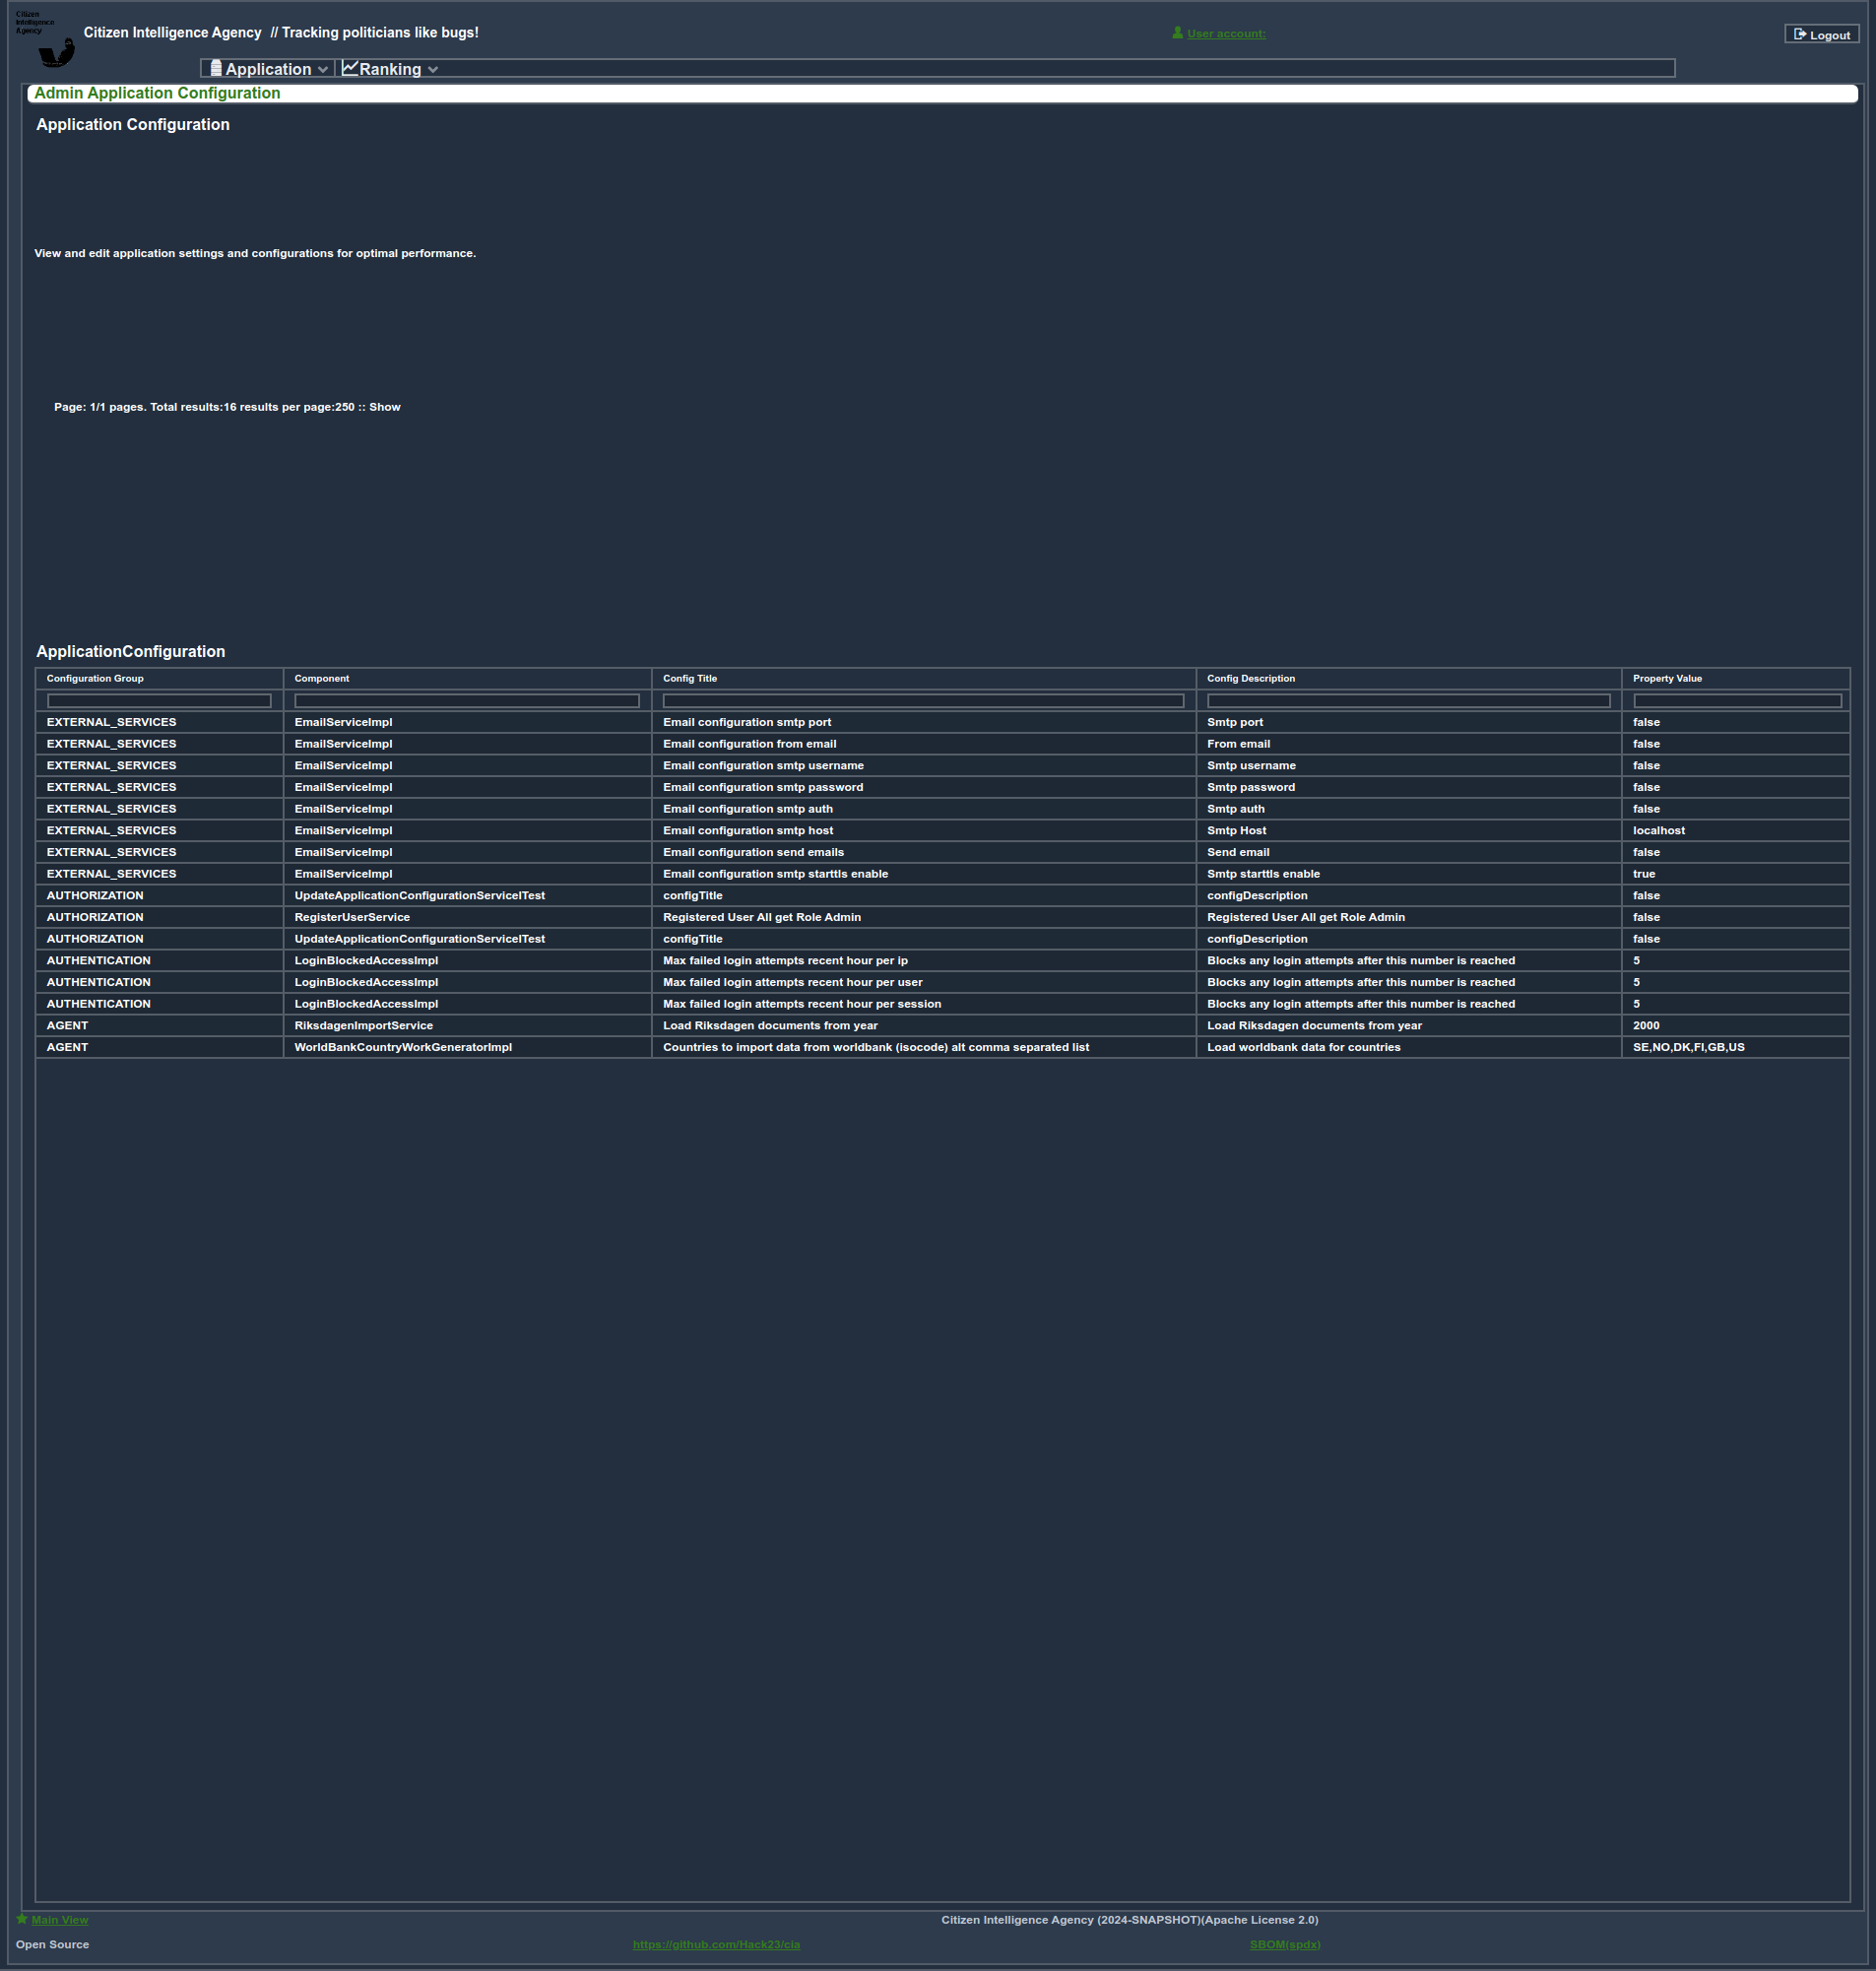 Citizen
Intelligence
Agency
Citizen Intelligence Agency // Tracking politicians like bugs!
User account:
Logout
Application Ranking
Admin Application Configuration
Application Configuration
View and edit application settings and configurations for optimal performance.
Page: 1/1 pages. Total results:16 results per page:250 :: Show
ApplicationConfiguration
Configuration Group Component Config Title Config Description Property Value
EXTERNAL_SERVICES EmailServiceImpl Email configuration smtp port Smtp port false
EXTERNAL_SERVICES EmailServiceImpl Email configuration from email From email false
EXTERNAL_SERVICES EmailServiceImpl Email configuration smtp username Smtp username false
EXTERNAL_SERVICES EmailServiceImpl Email configuration smtp password Smtp password false
EXTERNAL_SERVICES EmailServiceImpl Email configuration smtp auth Smtp auth false
EXTERNAL_SERVICES EmailServiceImpl Email configuration smtp host Smtp Host localhost
EXTERNAL_SERVICES EmailServiceImpl Email configuration send emails Send email false
EXTERNAL_SERVICES EmailServiceImpl Email configuration smtp starttls enable Smtp starttls enable true
AUTHORIZATION UpdateApplicationConfigurationServiceITest configTitle configDescription false
AUTHORIZATION RegisterUserService Registered User All get Role Admin Registered User All get Role Admin false
AUTHORIZATION UpdateApplicationConfigurationServiceITest configTitle configDescription false
AUTHENTICATION LoginBlockedAccessImpl Max failed login attempts recent hour per ip Blocks any login attempts after this number is reached 5
AUTHENTICATION LoginBlockedAccessImpl Max failed login attempts recent hour per user Blocks any login attempts after this number is reached 5
AUTHENTICATION LoginBlockedAccessImpl Max failed login attempts recent hour per session Blocks any login attempts after this number is reached 5
AGENT RiksdagenImportService Load Riksdagen documents from year Load Riksdagen documents from year 2000
AGENT WorldBankCountryWorkGeneratorImpl Countries to import data from worldbank (isocode) alt comma separated list Load worldbank data for countries SE,NO,DK,FI,GB,US
Main View Citizen Intelligence Agency (2024-SNAPSHOT)(Apache License 2.0)
Open Source https://github.com/Hack23/cia SBOM(spdx)